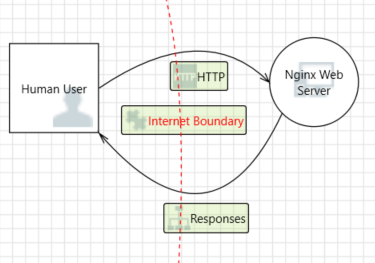 HTTP
Human User
Nginx Web
Server
Internet Boundary
Responses